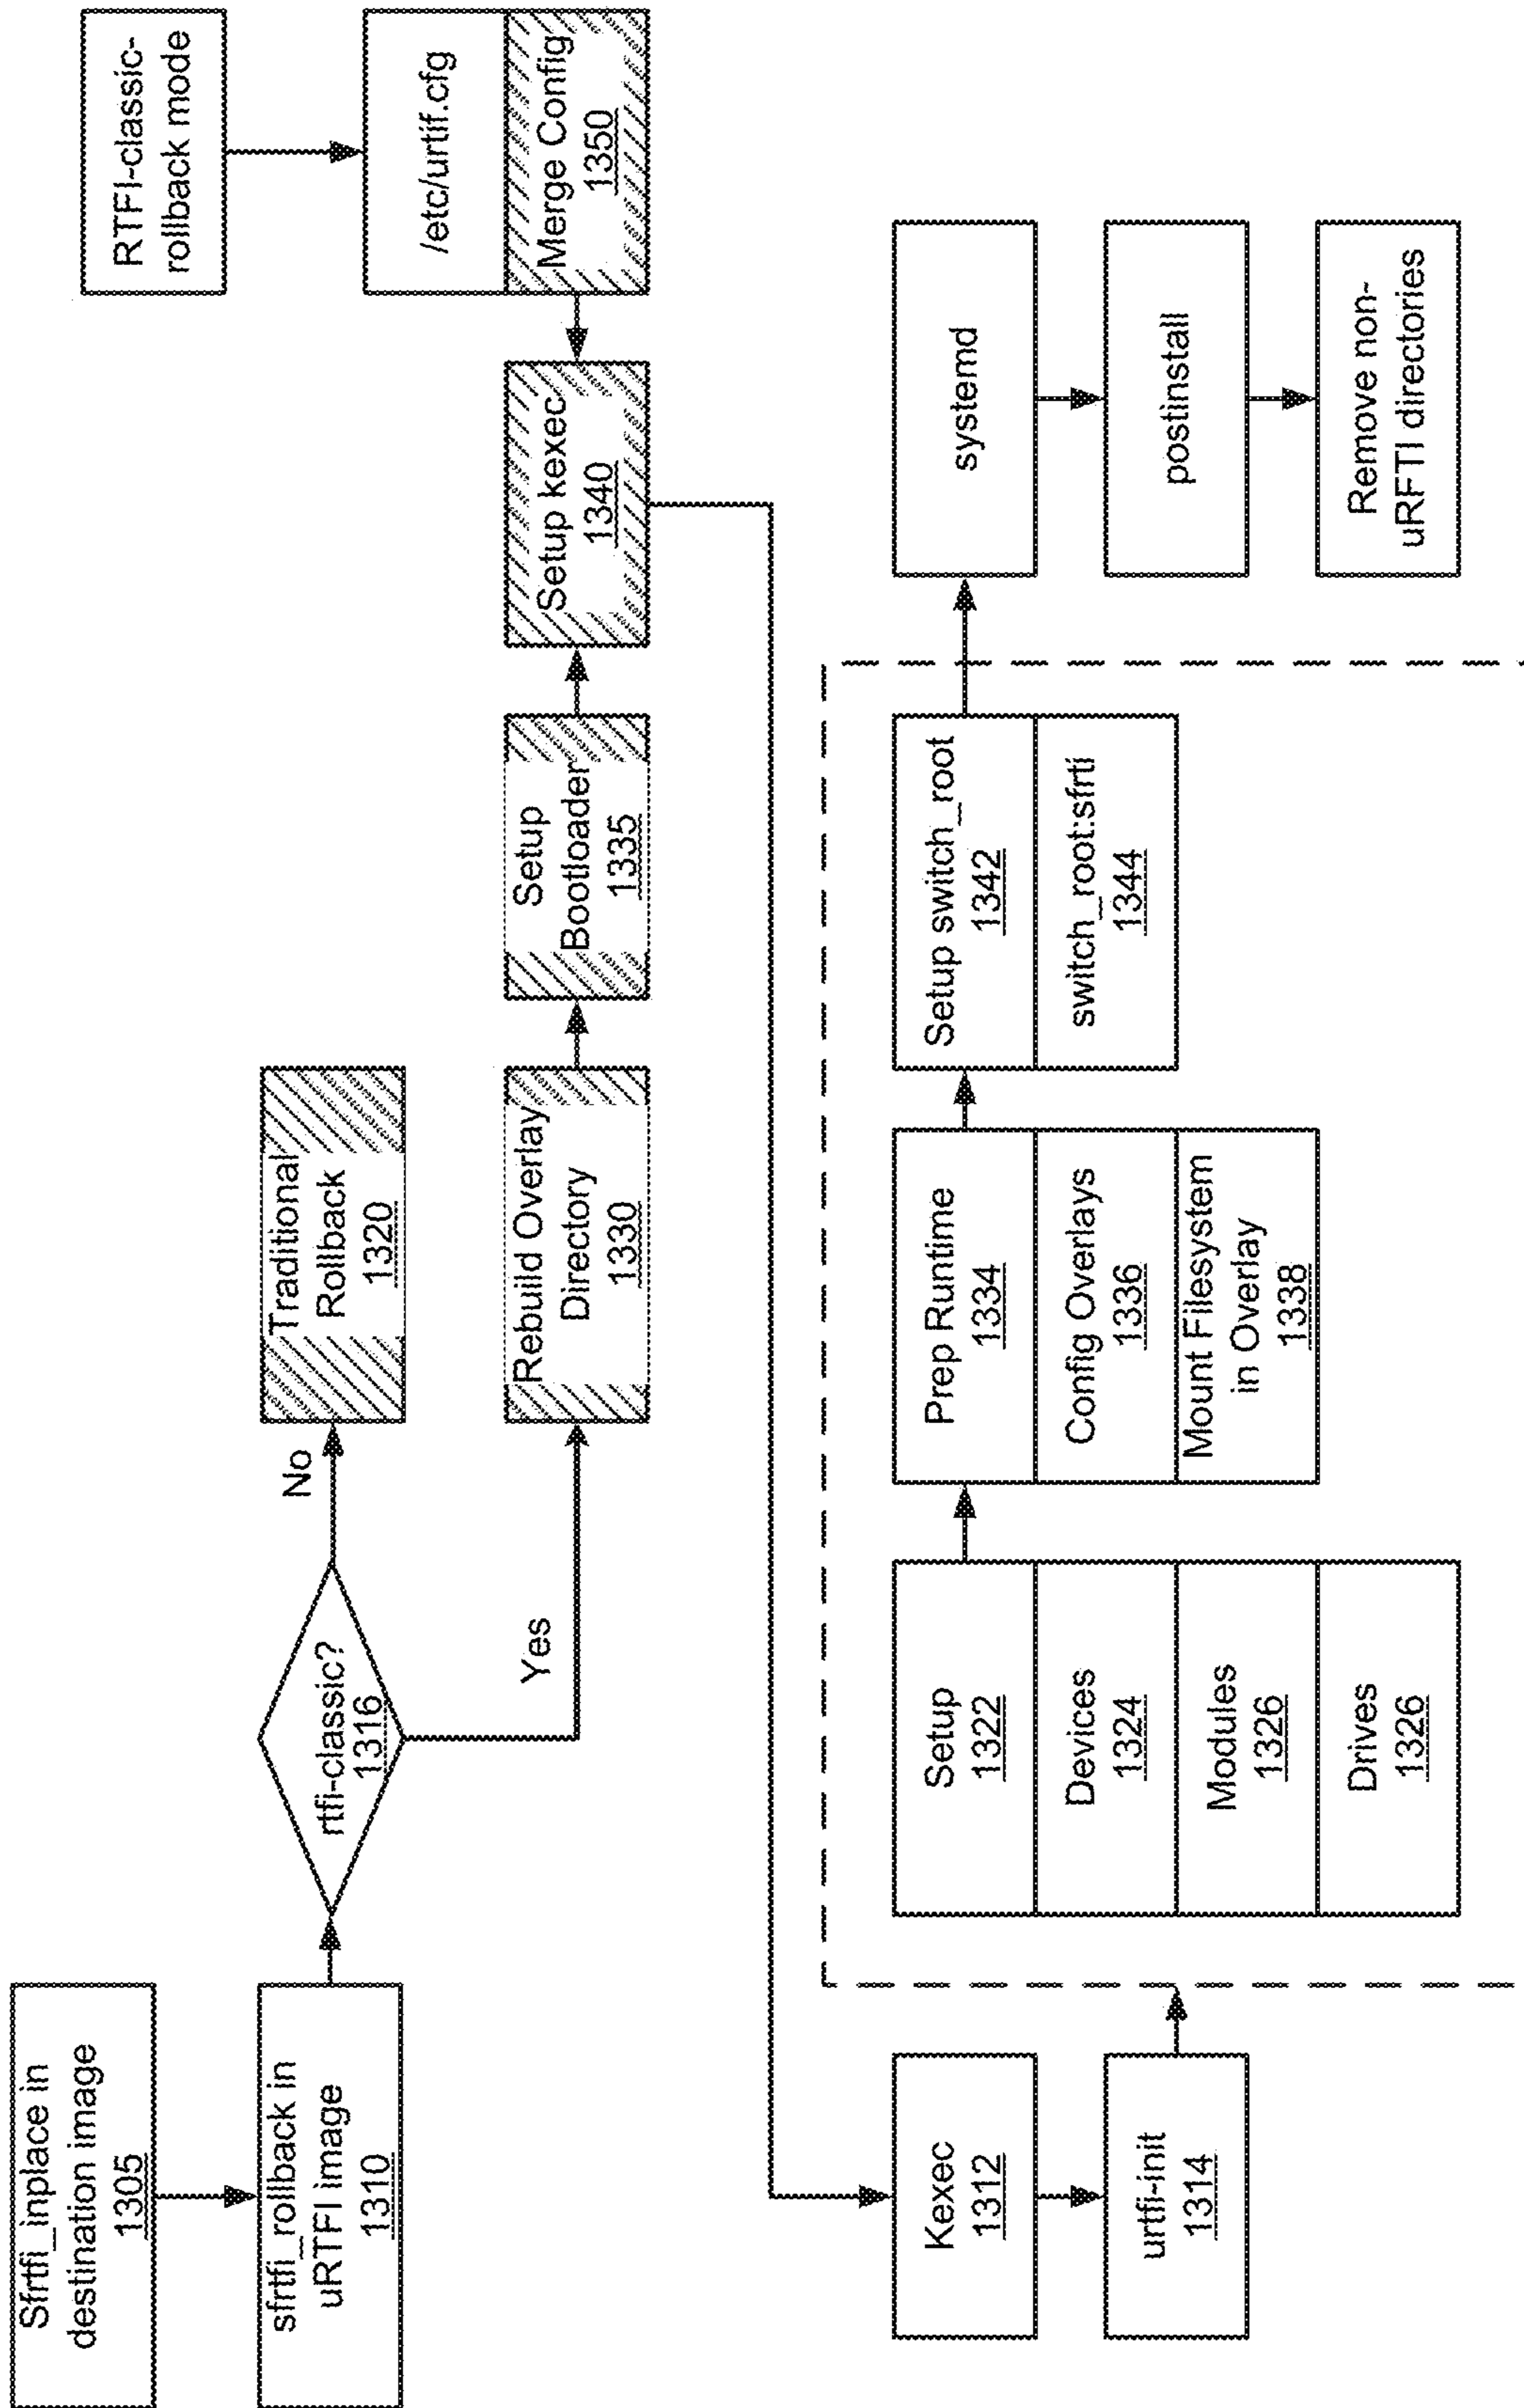 Sfrtfi_inplace in
destination image
1305
sfrtfi_rollback in
uRTFI image
1310
rtfi-classic?
1316
No
Yes
Traditional
Rollback
1320
Rebuild Overlay
Directory
1330
Setup
Bootloader
1335
Setup kexec
1340
RTFI-classic-
rollback mode
/etc/urtif.cfg
Merge Config
1350
Kexec
1312
urtfi-init
1314
Setup
1322
Devices
1324
Modules
1326
Drives
1326
Prep Runtime
1334
Config Overlays
1336
Mount Filesystem
in Overlay
1338
Setup switch_root
1342
switch_root:sfrti
1344
systemd
postinstall
Remove non-
uRFTI directories